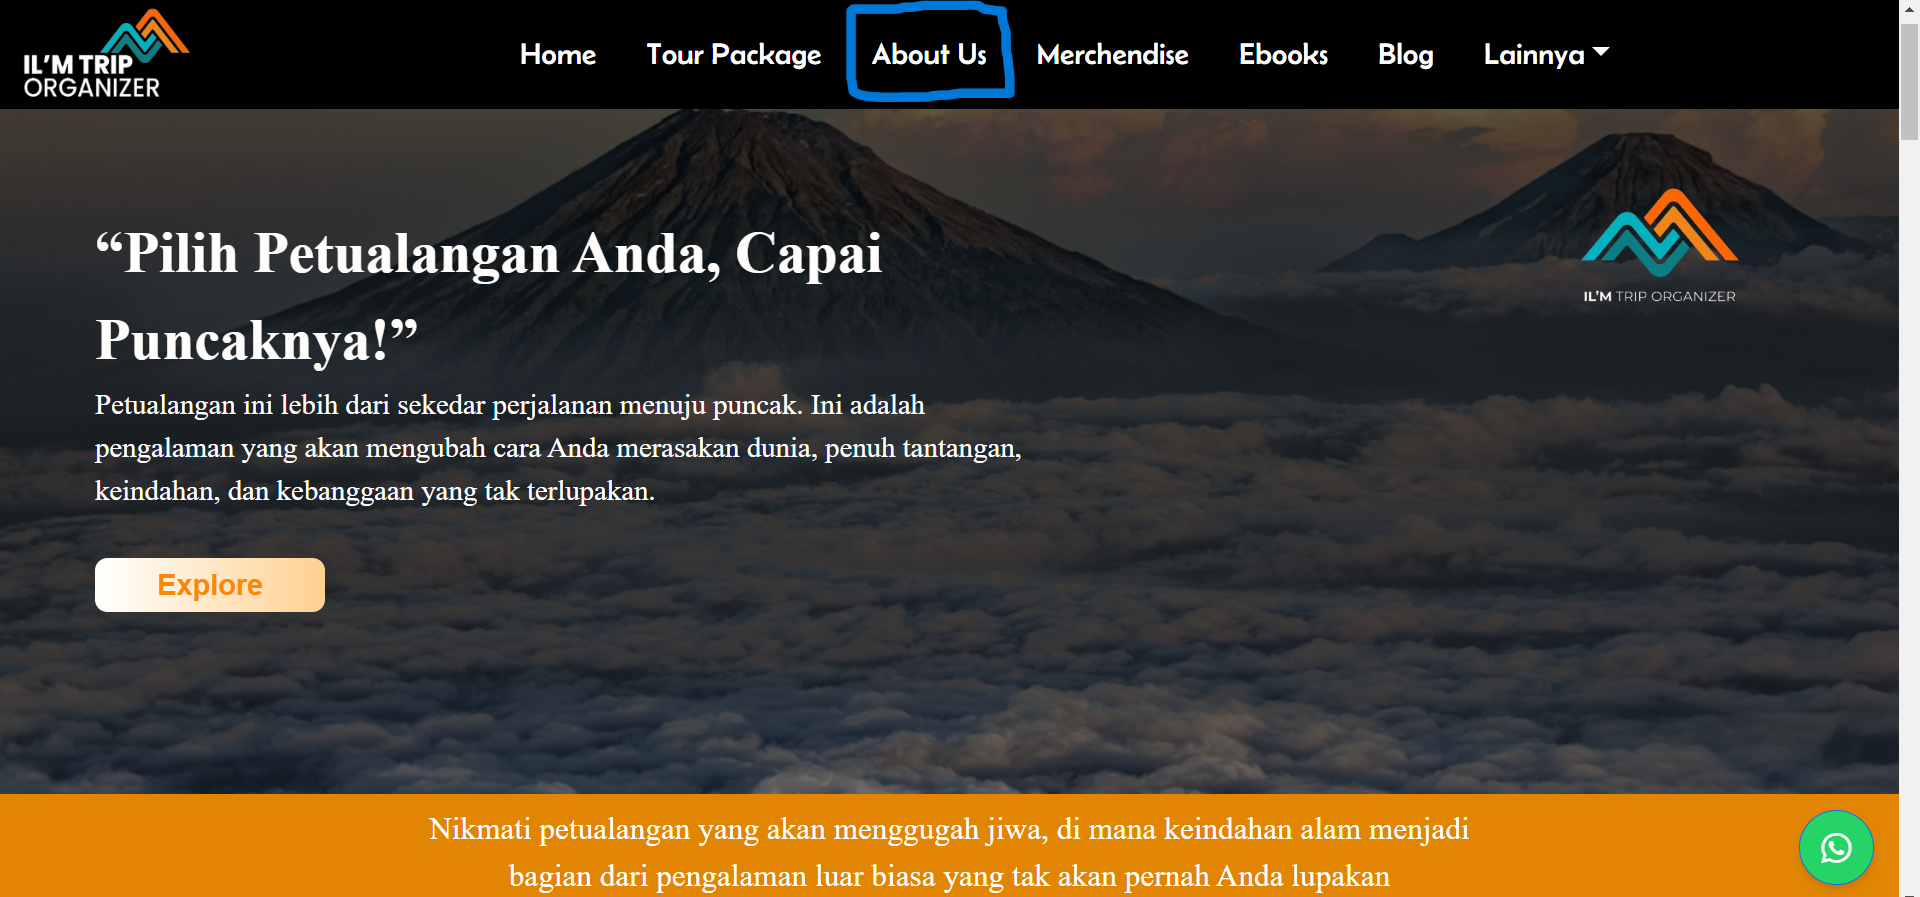 IL'M TRIP
ORGANIZER
Home Tour Package About Us Merchendise Ebooks Blog Lainnya
“Pilih Petualangan Anda, Capai
Puncaknya!”
IL'M TRIP ORGANIZER
Petualangan ini lebih dari sekedar perjalanan menuju puncak. Ini adalah
pengalaman yang akan mengubah cara Anda merasakan dunia, penuh tantangan,
keindahan, dan kebanggaan yang tak terlupakan.
Explore
Nikmati petualangan yang akan menggugah jiwa, di mana keindahan alam menjadi
bagian dari pengalaman luar biasa yang tak akan pernah Anda lupakan